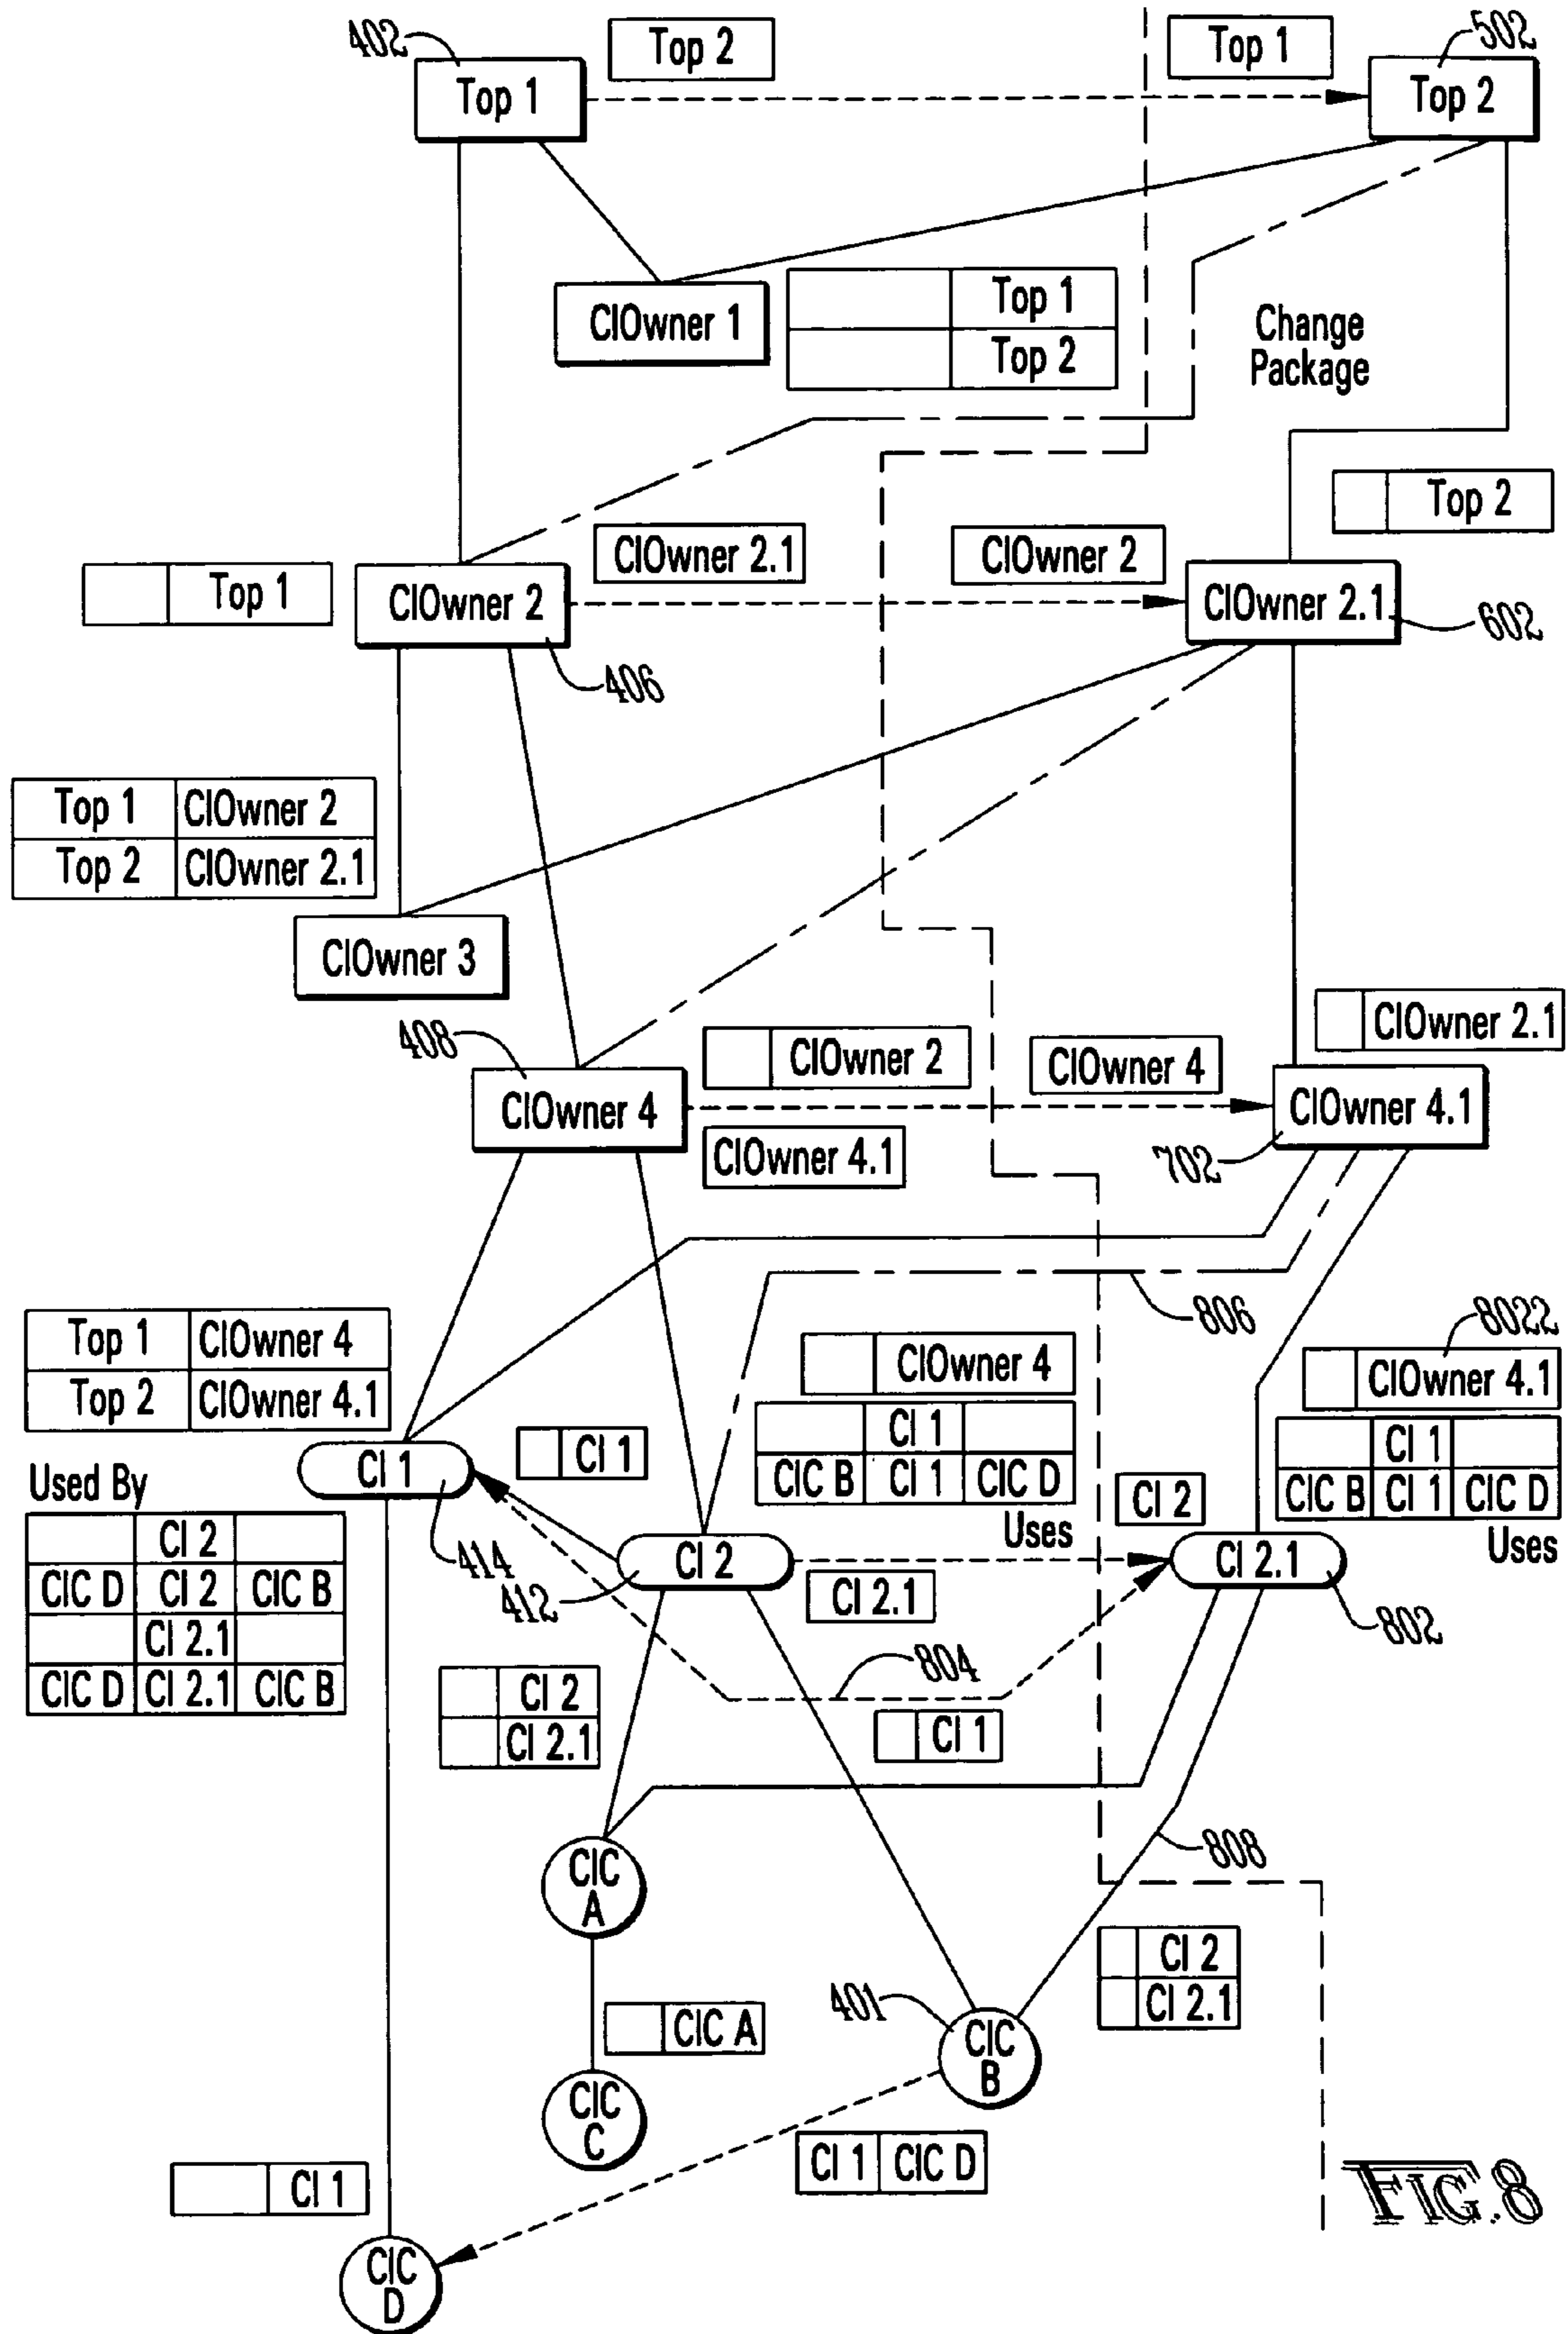 402
Top 2
Top 1
502
Top 1
Top 2
CIOwner 1
Top 1
Top 2
Change
Package
Top 2
CIOwner 2.1
CIOwner 2
Top 1
CIOwner 2
CIOwner 2.1
602
406
Top 1 CIOwner 2
Top 2 CIOwner 2.1
CIOwner 3
408
CIOwner 2
CIOwner 4
CIOwner 2.1
CIOwner 4
CIOwner 4.1
CIOwner 4.1
702
806
8022
Top 1 CIOwner 4
Top 2 CIOwner 4.1
CIOwner 4
CIOwner 4.1
CI 1
CIC B CI 1 CIC D
Uses
CI 1
CIC B CI 1 CIC D
Uses
CI 1
CI 1
CI 2
Used By
CI 2
CIC D CI 2 CIC B
CI 2.1
CIC D CI 2.1 CIC B
414
412
CI 2
CI 2.1
CI 2.1
802
804
CI 2
CI 2.1
CI 1
808
CIC
A
CI 2
CI 2.1
401
CIC A
CIC
B
CIC
C
CI 1 CIC D
CI 1
CIC
D
FIG. 8